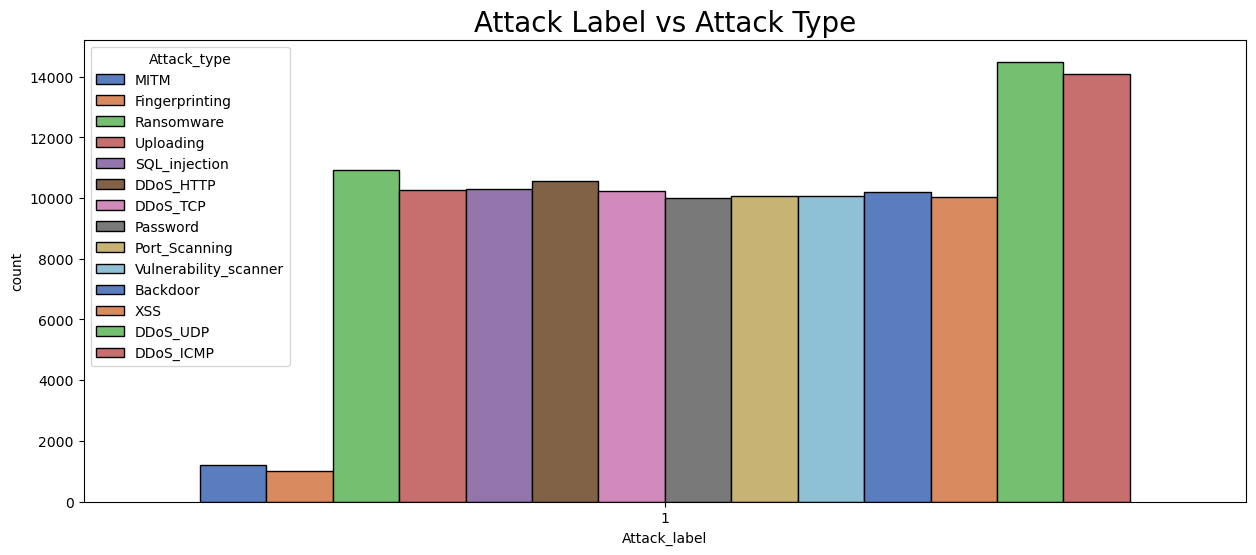 Attack Label vs Attack Type
Attack_type
MITM
Fingerprinting
Ransomware
Uploading
SQL_injection
DDoS_HTTP
DDoS_TCP
Password
Port_Scanning
Vulnerability_scanner
Backdoor
XSS
DDoS_UDP
DDoS_ICMP
14000
12000
10000
8000
6000
4000
2000
0
count
1
Attack_label